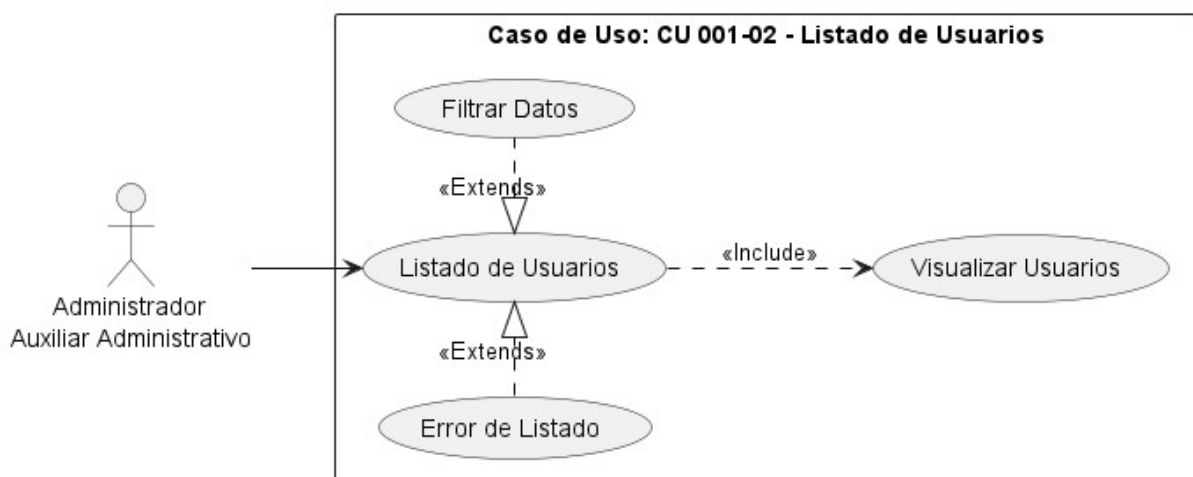 Caso de Uso: CU 001-02 - Listado de Usuarios
Filtrar Datos
«Extends»
Listado de Usuarios
«Include»
Visualizar Usuarios
Administrador
Auxiliar Administrativo
«Extends»
Error de Listado